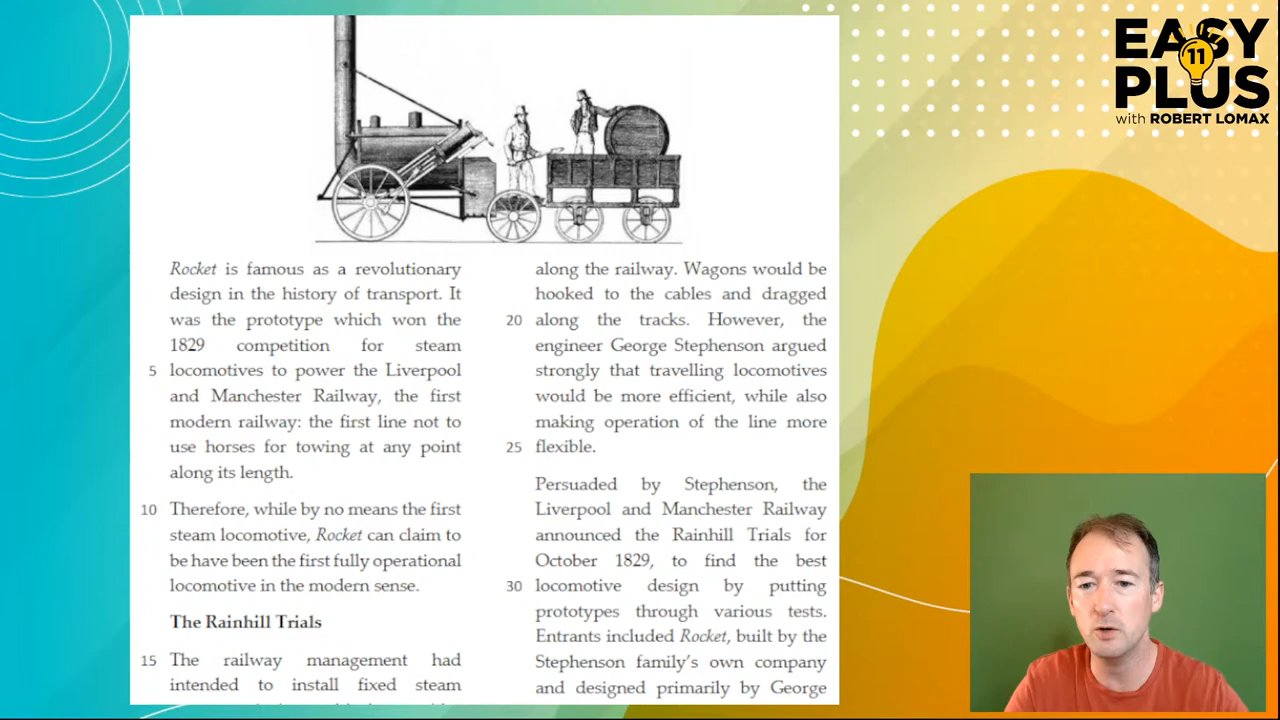 EASY
11
PLUS
with ROBERT LOMAX
Rocket is famous as a revolutionary
design in the history of transport. It
was the prototype which won the
1829 competition for steam
5 locomotives to power the Liverpool
and Manchester Railway, the first
modern railway: the first line not to
use horses for towing at any point
along its length.
10 Therefore, while by no means the first
steam locomotive, Rocket can claim to
be have been the first fully operational
locomotive in the modern sense.
The Rainhill Trials
15 The railway management had
intended to install fixed steam
along the railway. Wagons would be
hooked to the cables and dragged
20 along the tracks. However, the
engineer George Stephenson argued
strongly that travelling locomotives
would be more efficient, while also
making operation of the line more
25 flexible.
Persuaded by Stephenson, the
Liverpool and Manchester Railway
announced the Rainhill Trials for
October 1829, to find the best
30 locomotive design by putting
prototypes through various tests.
Entrants included Rocket, built by the
Stephenson family's own company
and designed primarily by George